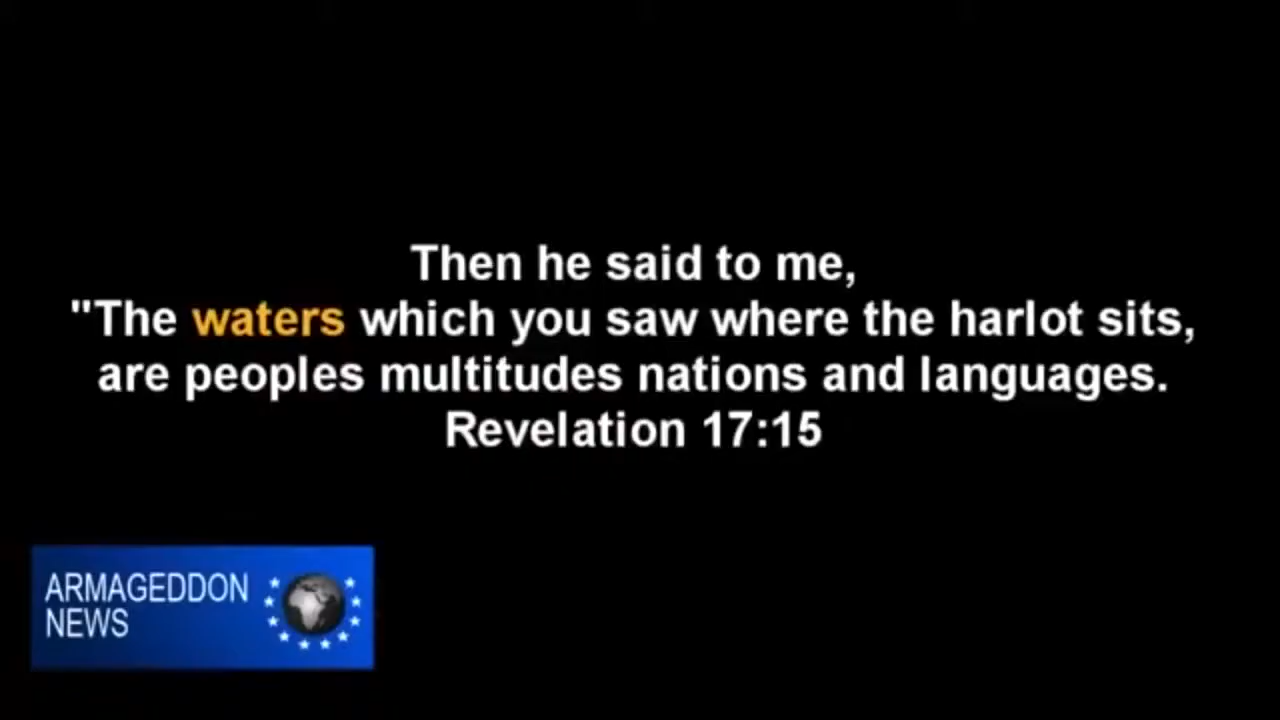 Then he said to me,
"The waters which you saw where the harlot sits,
are peoples multitudes nations and languages.
Revelation 17:15
ARMAGEDDON
NEWS